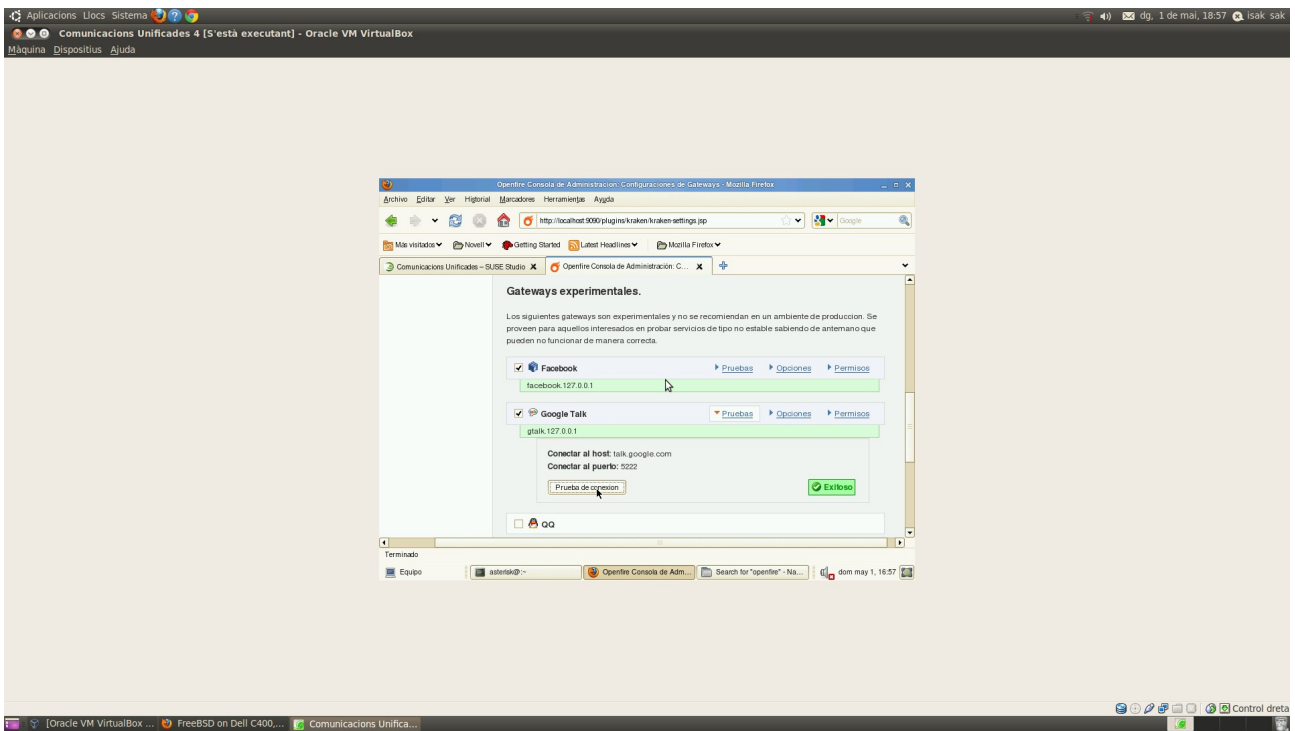 Aplicacions Llocs Sistema
dg, 1 de mai, 18:57 isak sak
Comunicacions Unificades 4 [S'està executant] - Oracle VM VirtualBox
Màquina Dispositius Ajuda
Openfire Consola de Administracion: Configuraciones de Gateways - Mozilla Firefox
Archivo Editar Ver Historial Marcadores Herramientas Ayuda
http://localhost:9090/plugins/kraken/kraken-settings.jsp
Google
Más visitados Novell Getting Started Latest Headlines Mozilla Firefox
Comunicacions Unificades – SUSE Studio
Openfire Consola de Administración: C...
Gateways experimentales.
Los siguientes gateways son experimentales y no se recomiendan en un ambiente de produccion. Se
proveen para aquellos interesados en probar servicios de tipo no estable sabiendo de antemano que
pueden no funcionar de manera correcta.
Facebook Pruebas Opciones Permisos
facebook.127.0.0.1
Google Talk Pruebas Opciones Permisos
gtalk.127.0.0.1
Conectar al host: talk.google.com
Conectar al puerto: 5222
Prueba de conexion Exitoso
QQ
Terminado
Equipo asterisk@:~ Openfire Consola de Adm... Search for "openfire" - Na... dom may 1, 16:57
Control dreta
[Oracle VM VirtualBox ... FreeBSD on Dell C400,... Comunicacions Unifica...